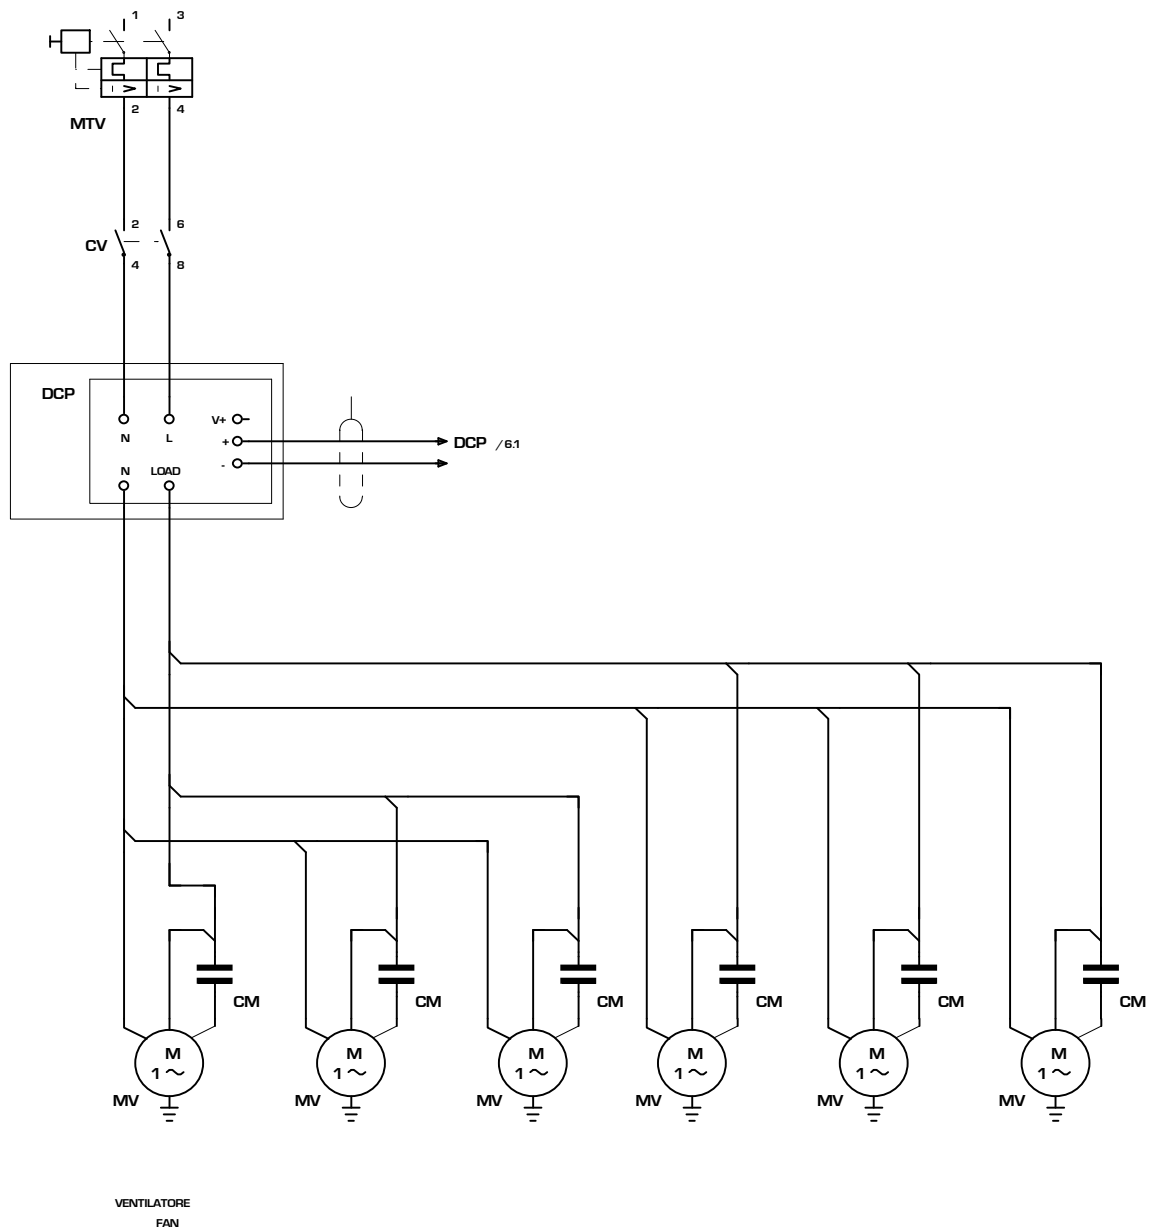 1 3
2 4
MTV
2 6
CV
4 8
DCP
V+
N L
+
DCP /6.1
N LOAD
-
CM CM CM CM CM CM
M M M M M M
1∼ 1∼ 1∼ 1∼ 1∼ 1∼
MV MV MV MV MV MV
VENTILATORE
FAN